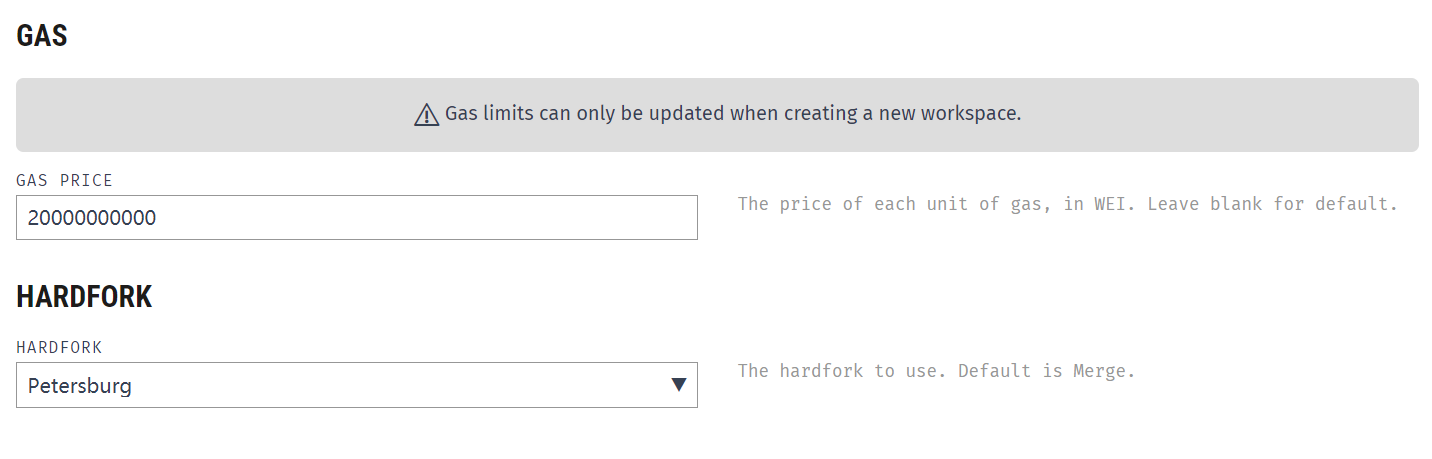 GAS
Gas limits can only be updated when creating a new workspace.
GAS PRICE
20000000000
The price of each unit of gas, in WEI. Leave blank for default.
HARDFORK
HARDFORK
Petersburg
The hardfork to use. Default is Merge.